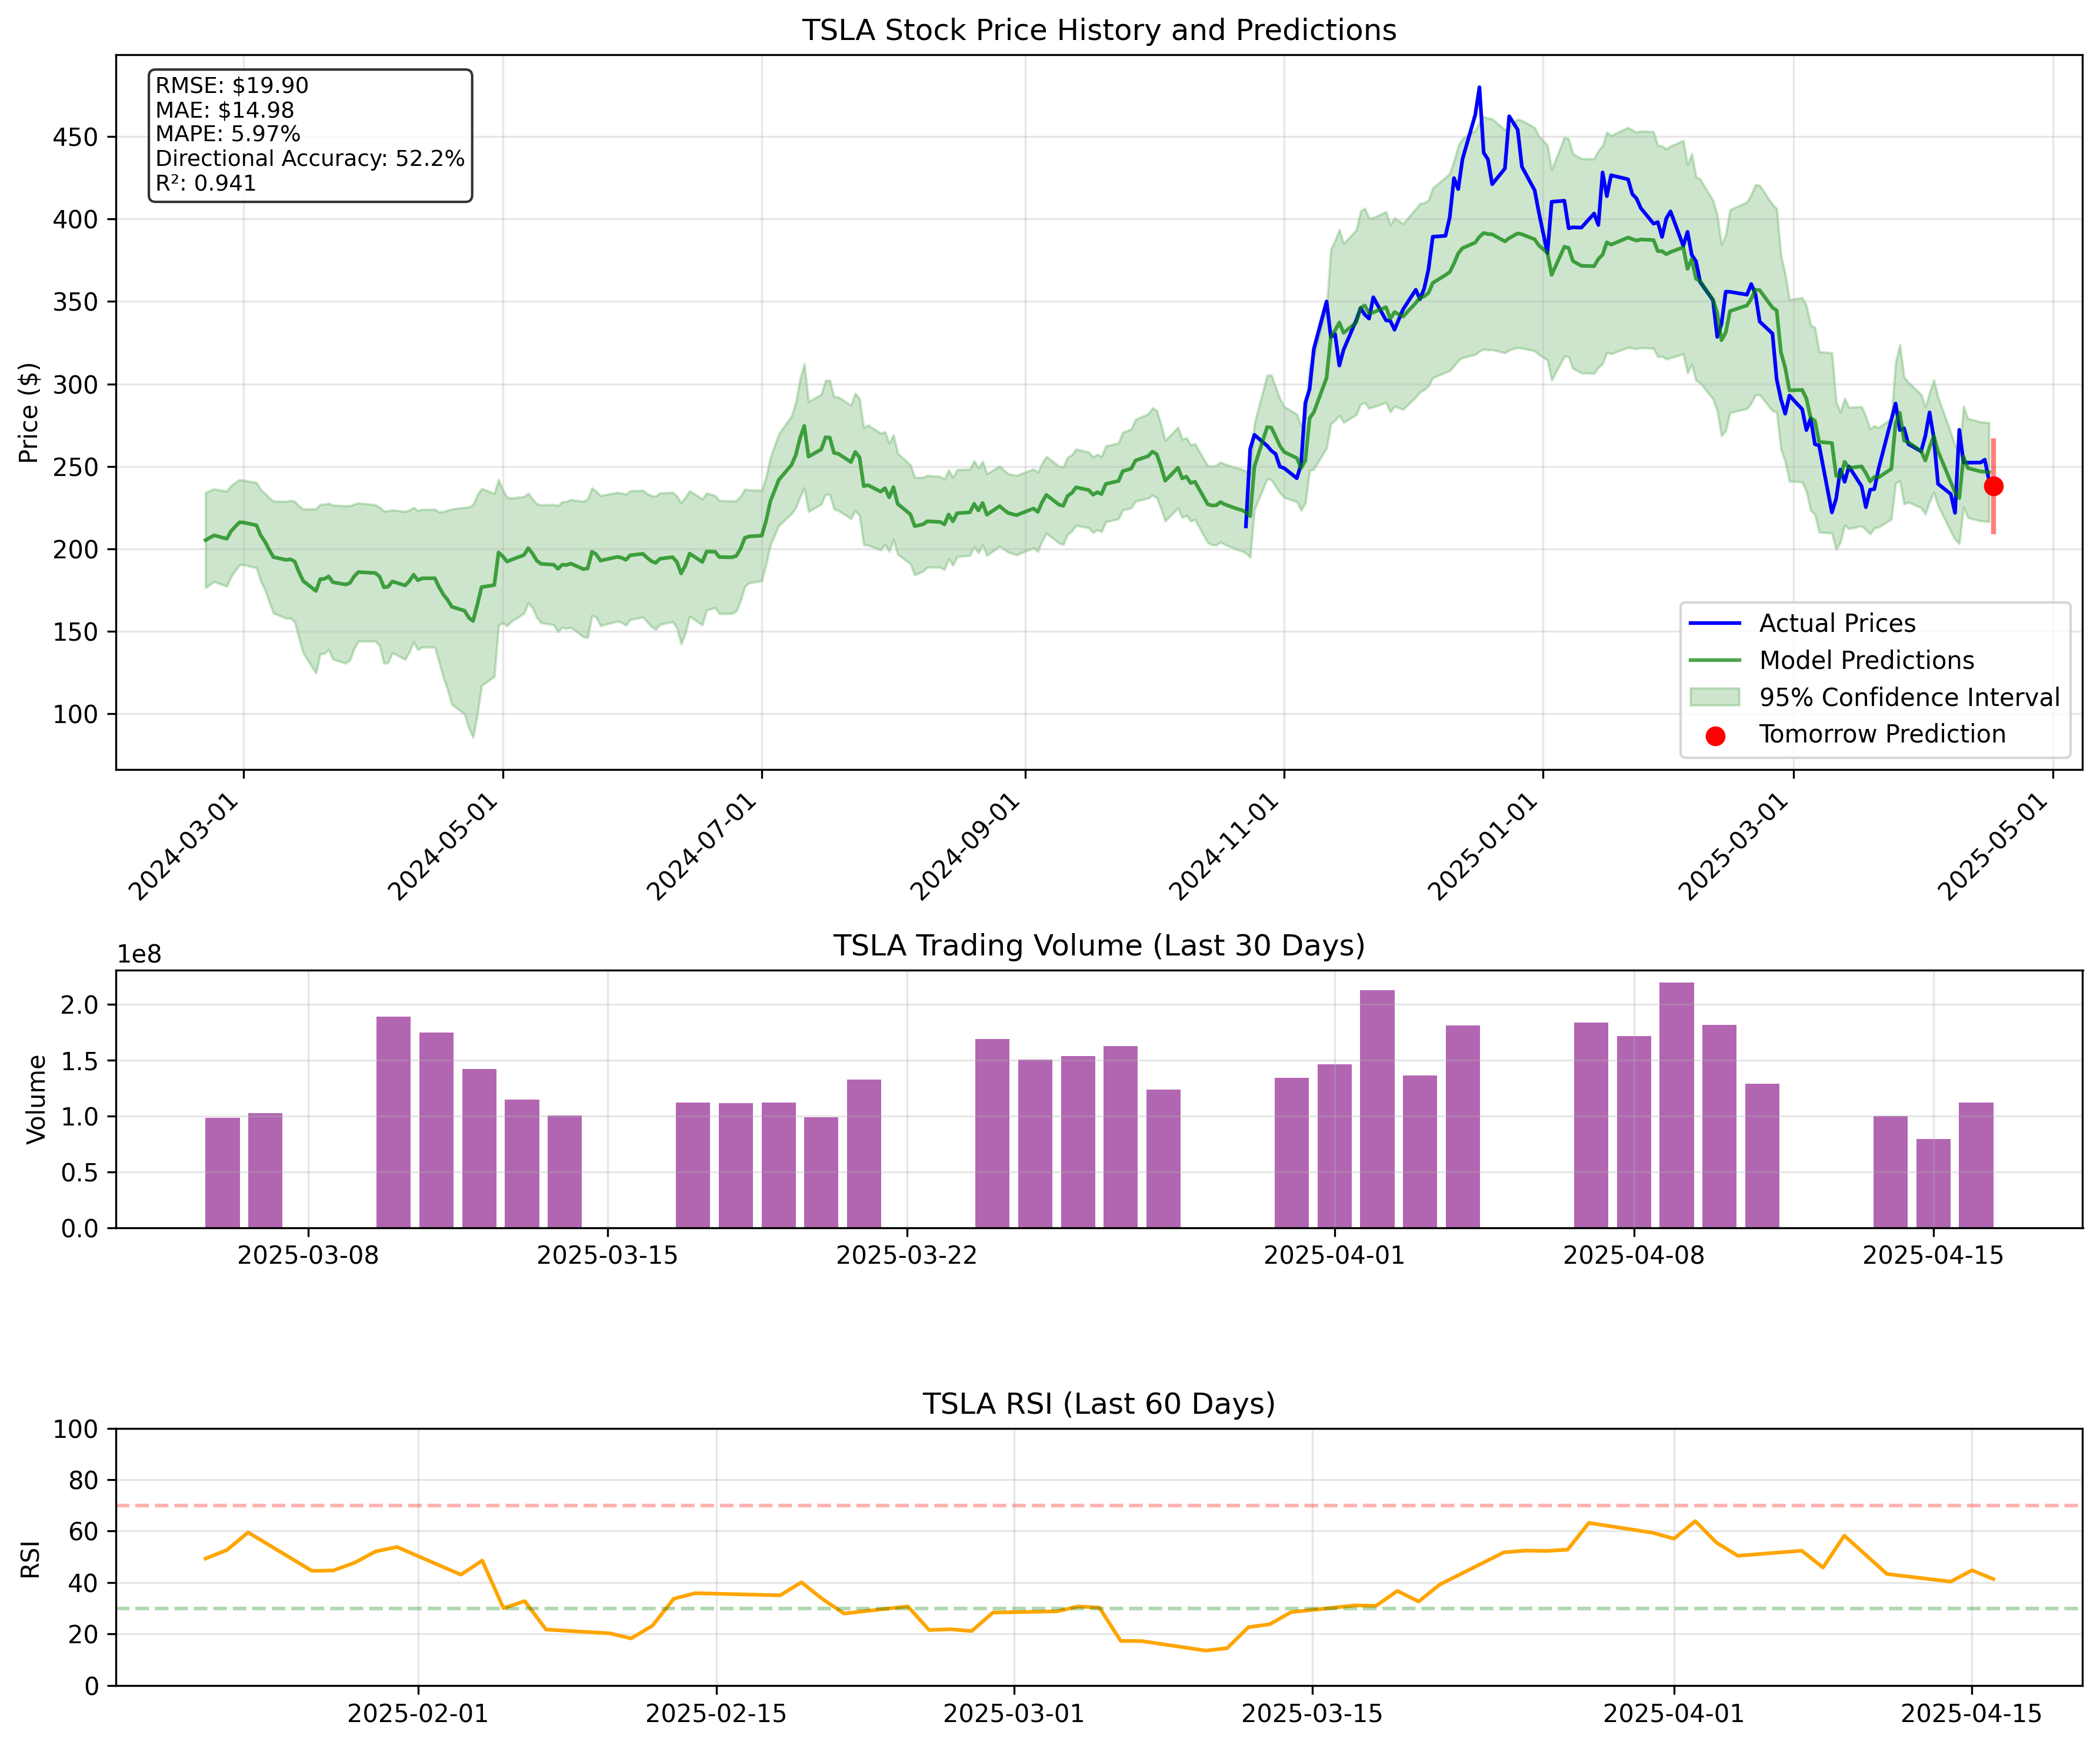 TSLA Stock Price History and Predictions
RMSE: $19.90
MAE: $14.98
MAPE: 5.97%
Directional Accuracy: 52.2%
R²: 0.941
Price ($)
450
400
350
300
250
200
150
100
Actual Prices
Model Predictions
95% Confidence Interval
Tomorrow Prediction
2024-03-01
2024-05-01
2024-07-01
2024-09-01
2024-11-01
2025-01-01
2025-03-01
2025-05-01
TSLA Trading Volume (Last 30 Days)
1e8
Volume
2.0
1.5
1.0
0.5
0.0
2025-03-08
2025-03-15
2025-03-22
2025-04-01
2025-04-08
2025-04-15
TSLA RSI (Last 60 Days)
RSI
100
80
60
40
20
0
2025-02-01
2025-02-15
2025-03-01
2025-03-15
2025-04-01
2025-04-15